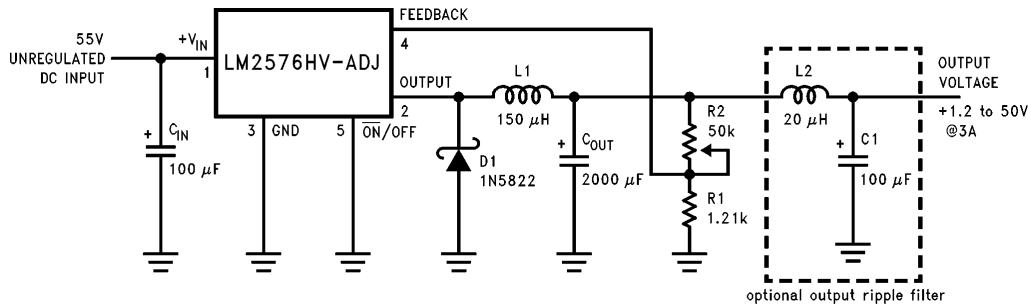 55V
UNREGULATED
DC INPUT
+VIN
1
LM2576HV-ADJ
FEEDBACK
4
OUTPUT
2
3
GND
5
ON/OFF
+
CIN
100 μF
D1
1N5822
L1
150 μH
+
COUT
2000 μF
R2
50k
R1
1.21k
L2
20 μH
+
C1
100 μF
OUTPUT
VOLTAGE
+1.2 to 50V
@3A
optional output ripple filter